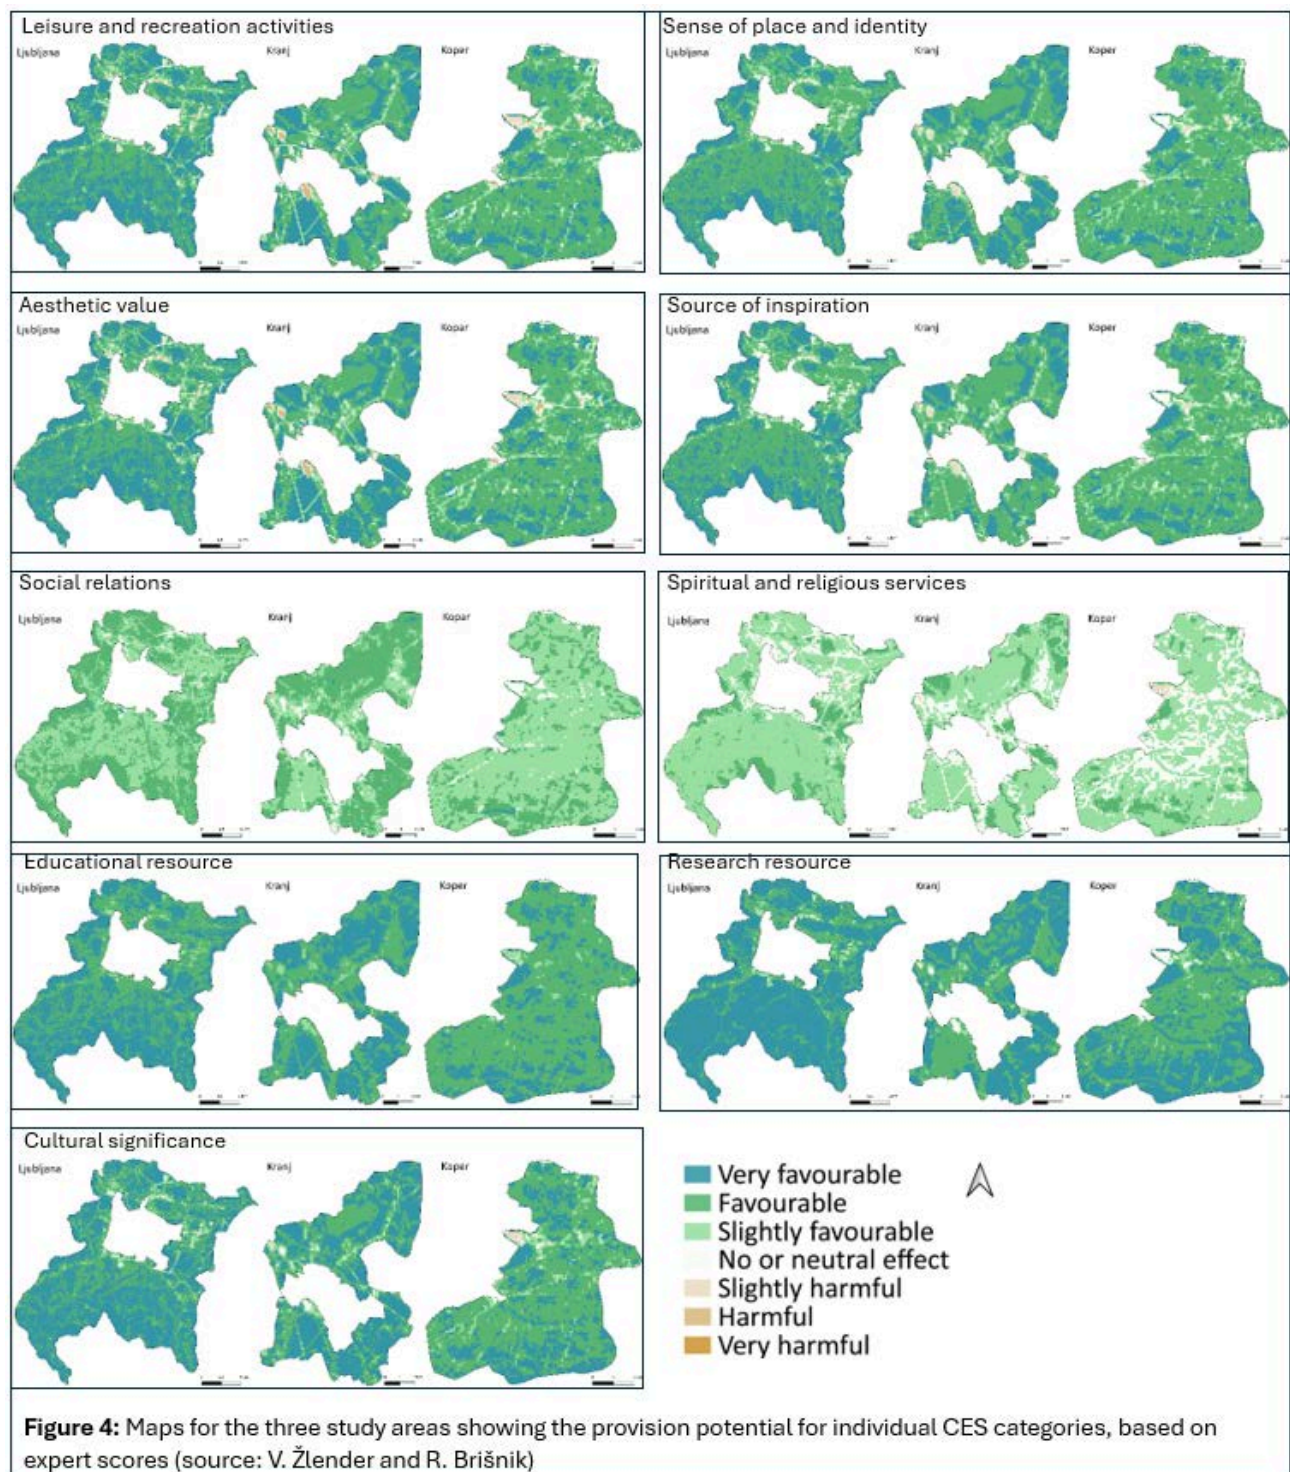 Leisure and recreation activities
Ljubljana Kranj Koper
Sense of place and identity
Ljubljana Kranj Koper
Aesthetic value
Ljubljana Kranj Kopar
Source of inspiration
Ljubljana Kranj Koper
Social relations
Ljubljana Kranj Kopar
Spiritual and religious services
Ljubljana Kranj Koper
Educational resource
Ljubljana Kranj Koper
Research resource
Ljubljana Kranj Koper
Cultural significance
Ljubljana Kranj Koper
Very favourable
Favourable
Slightly favourable
No or neutral effect
Slightly harmful
Harmful
Very harmful
Figure 4: Maps for the three study areas showing the provision potential for individual CES categories, based on
expert scores (source: V. Žlender and R. Brišnik)